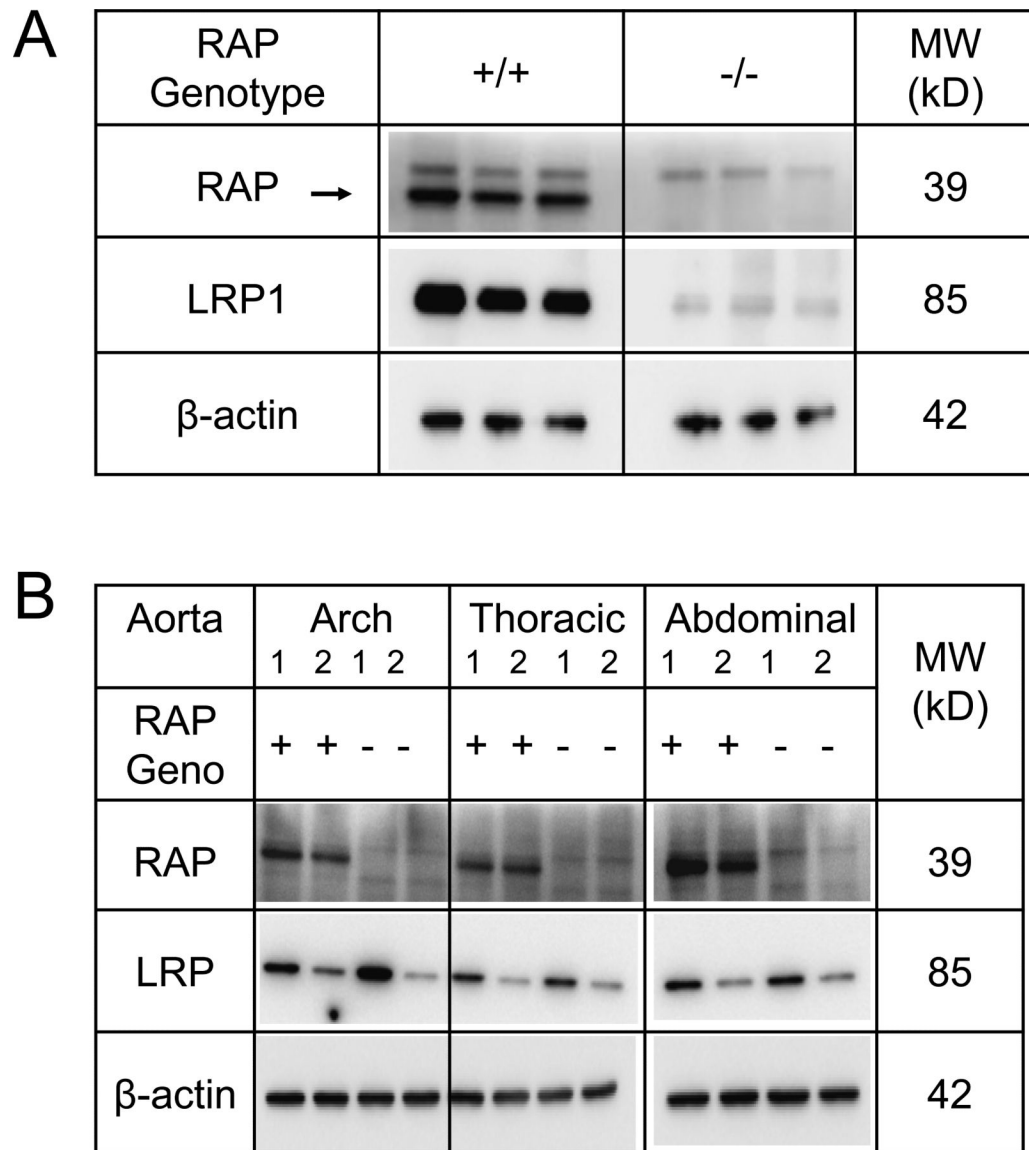 A
RAP Genotype
+/+
-/-
MW (kD)
RAP →
39
LRP1
85
β-actin
42
B
Aorta
Arch
Thoracic
Abdominal
MW (kD)
1 2 1 2
1 2 1 2
1 2 1 2
RAP Geno
+ + - -
+ + - -
+ + - -
RAP
39
LRP
85
β-actin
42